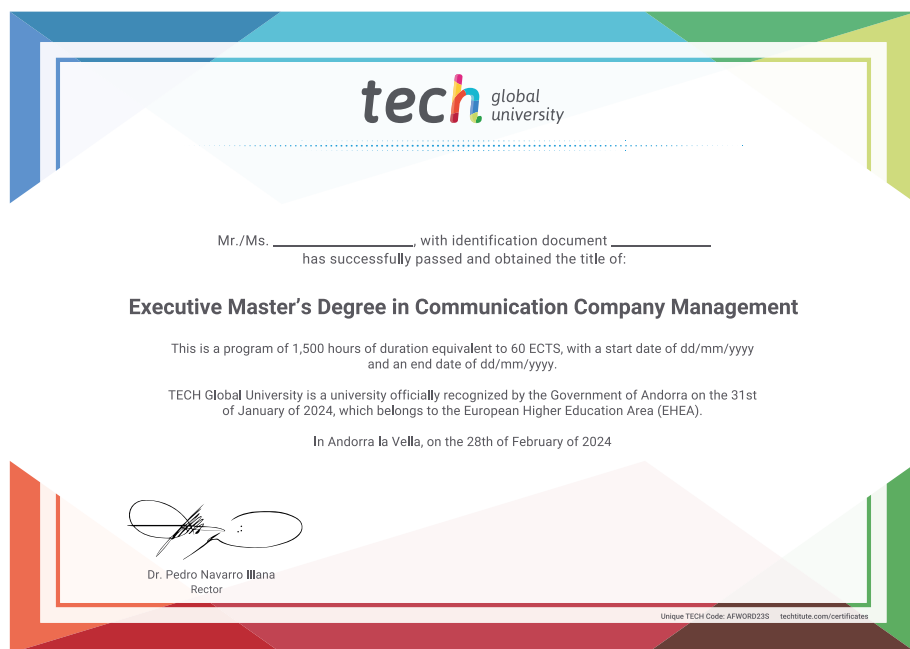 tech global
university
Mr./Ms. ____________________, with identification document ______________
has successfully passed and obtained the title of:
Executive Master’s Degree in Communication Company Management
This is a program of 1,500 hours of duration equivalent to 60 ECTS, with a start date of dd/mm/yyyy
and an end date of dd/mm/yyyy.
TECH Global University is a university officially recognized by the Government of Andorra on the 31st
of January of 2024, which belongs to the European Higher Education Area (EHEA).
In Andorra la Vella, on the 28th of February of 2024
Dr. Pedro Navarro Illana
Rector
Unique TECH Code: AFWORD23S techtitute.com/certificates